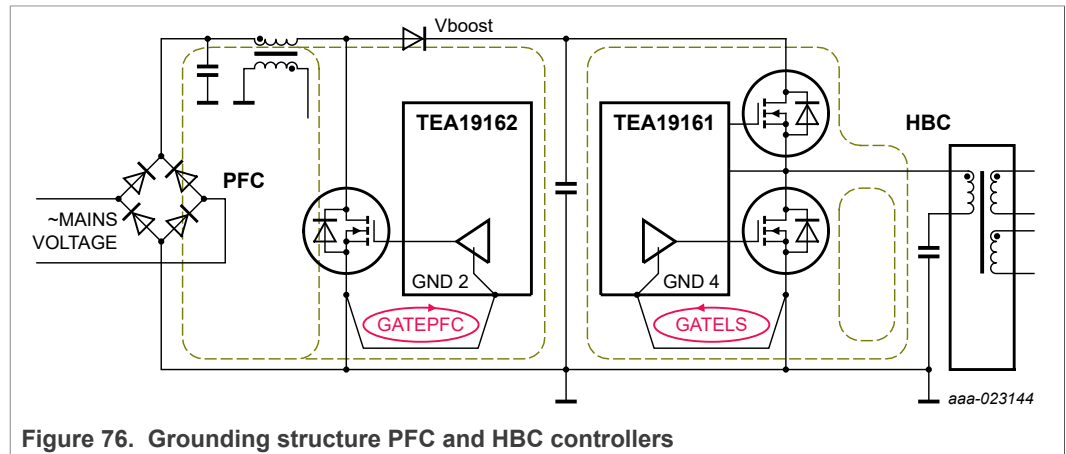 Vboost
TEA19162
TEA19161
HBC
PFC
~MAINS
VOLTAGE
GND 2
GND 4
GATEPFC
GATELS
aaa-023144
Figure 76. Grounding structure PFC and HBC controllers